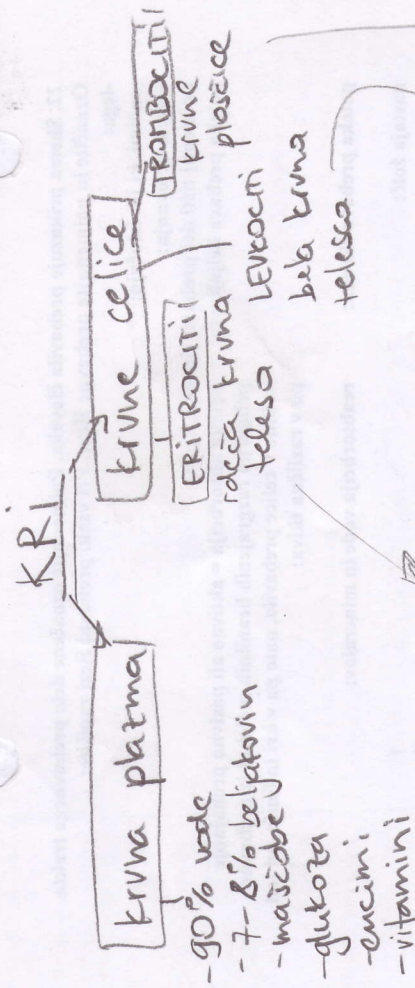 KRI
krvna plazma
-90% vode
-7-8% beljakovin
-maščobe
-glukoza
-encimi
-vitamini
krvne celice
ERITROCITI
rdeča krvna
telesa
LEVKOCITI
bela krvna
telesca
TROMBOCITI
krvne
ploščice